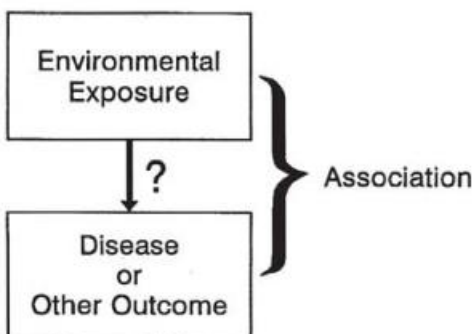 Environmental
Exposure
?
Association
Disease
or
Other Outcome